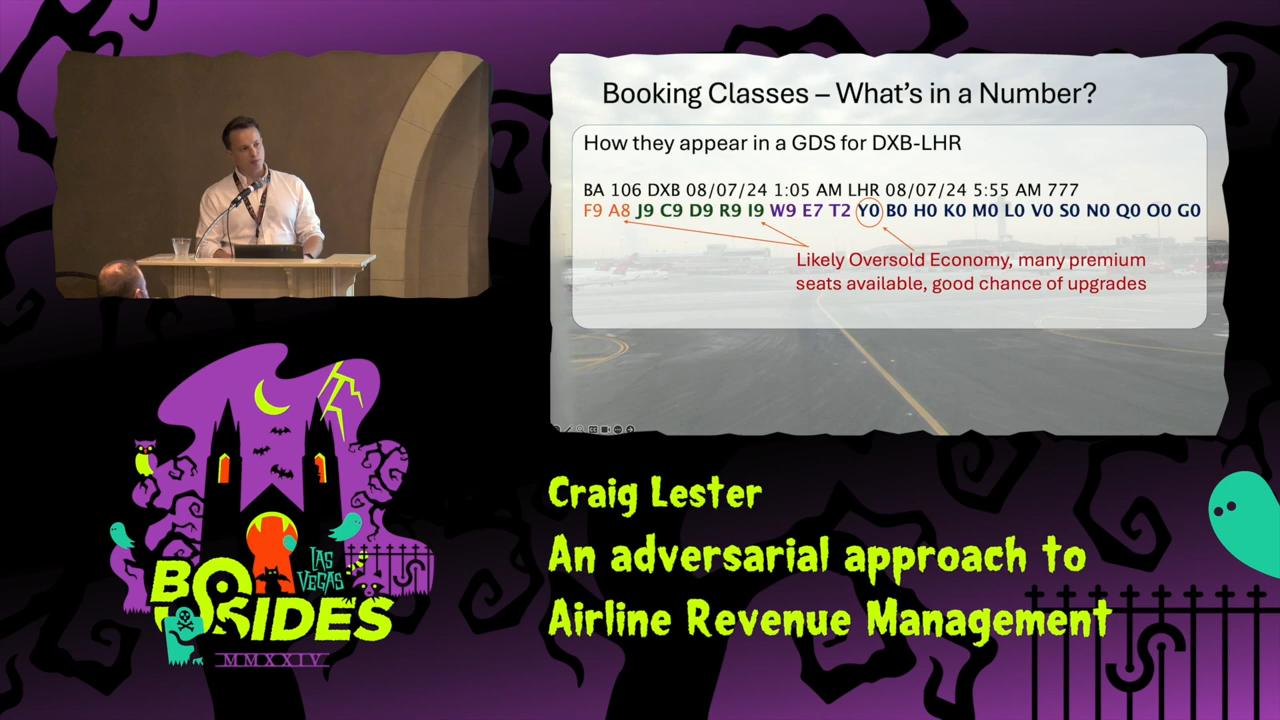 Booking Classes – What's in a Number?
How they appear in a GDS for DXB-LHR
BA 106 DXB 08/07/24 1:05 AM LHR 08/07/24 5:55 AM 777
F9 A8 J9 C9 D9 R9 I9 W9 E7 T2 Y0 B0 H0 K0 M0 L0 V0 S0 N0 Q0 O0 G0
Likely Oversold Economy, many premium
seats available, good chance of upgrades
LAS
VEGAS
BSIDES
MMXXIV
Craig Lester
An adversarial approach to
Airline Revenue Management